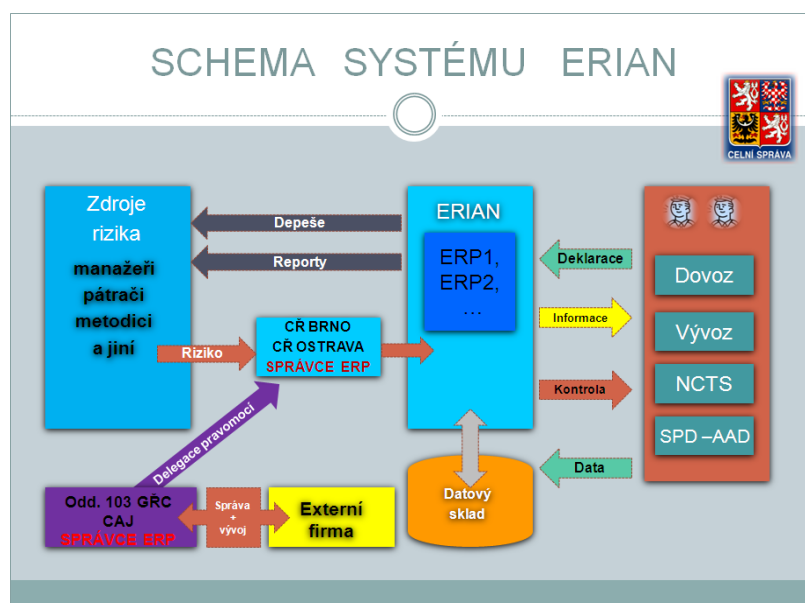 SCHEMA SYSTÉMU ERIAN
CELNÍ SPRÁVA
Zdroje
rizika
manažeři
pátrači
metodici
a jiní
Depeše
Reporty
Riziko
CŘ BRNO
CŘ OSTRAVA
SPRÁVCE ERP
ERIAN
ERP1,
ERP2,
...
Deklarace
Informace
Kontrola
Data
Dovoz
Vývoz
NCTS
SPD –AAD
Delegace pravomocí
Odd. 103 GŘC
CAJ
SPRÁVCE ERP
Správa
+
vývoj
Externí
firma
Datový
sklad